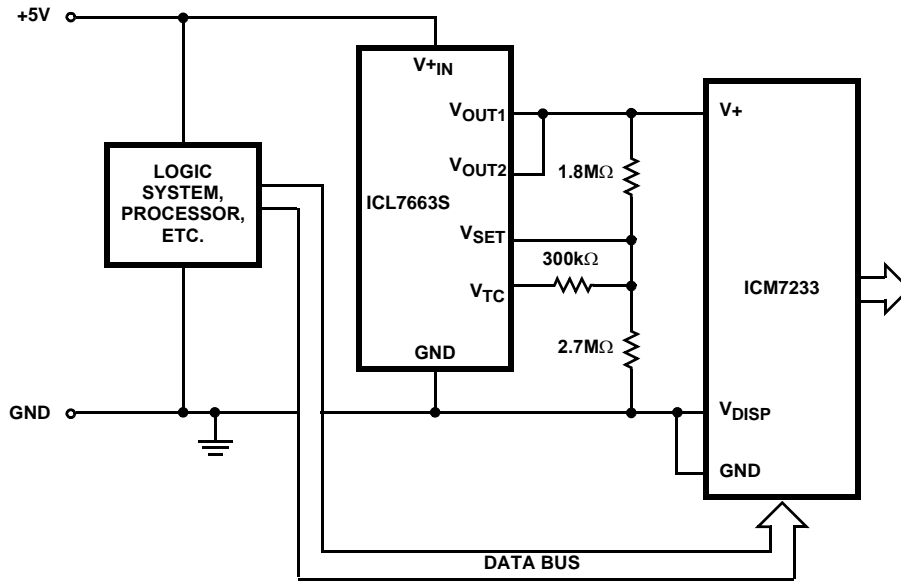 +5V
V+IN
VOUT1
VOUT2
ICL7663S
VSET
VTC
GND
LOGIC
SYSTEM,
PROCESSOR,
ETC.
1.8MΩ
300kΩ
2.7MΩ
V+
ICM7233
VDISP
GND
GND
DATA BUS